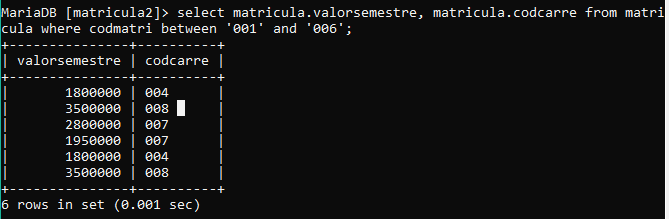 MariaDB [matricula2]> select matricula.valorsemestre, matricula.codcarre from matri
cula where codmatri between '001' and '006';
+---------------+----------+
| valorsemestre | codcarre |
+---------------+----------+
|       1800000 | 004      |
|       3500000 | 008      |
|       2800000 | 007      |
|       1950000 | 007      |
|       1800000 | 004      |
|       3500000 | 008      |
+---------------+----------+
6 rows in set (0.001 sec)